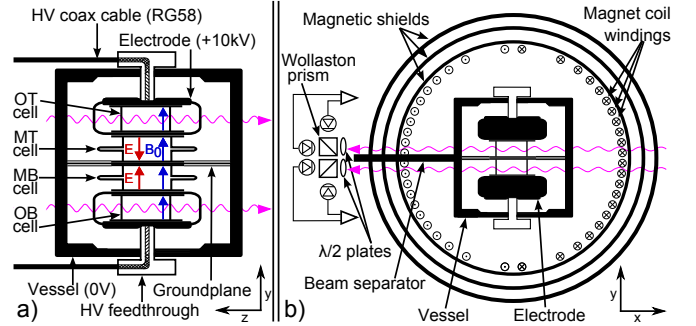 HV coax cable (RG58)
Electrode (+10kV)
OT
cell
MT
cell
MB
cell
OB
cell
E
B0
E
Vessel (0V)
Groundplane
HV feedthrough
a)
y
z
Magnetic shields
Magnet coil
windings
Wollaston
prism
λ/2 plates
Beam separator
Vessel
Electrode
b)
y
x